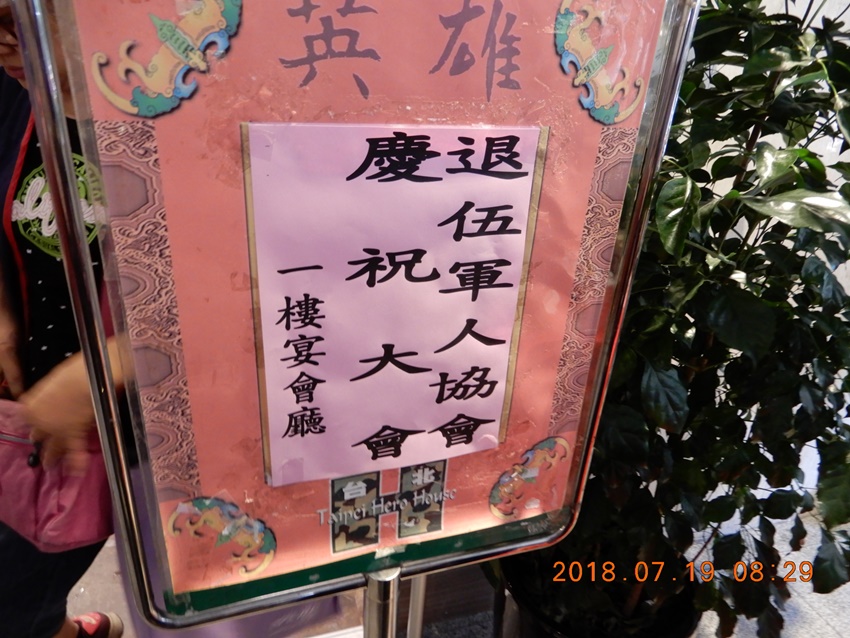 英雄
退伍軍人協會
慶祝大會
一樓宴會廳
台北
Taipei Hero House
2018.07.19 08:29